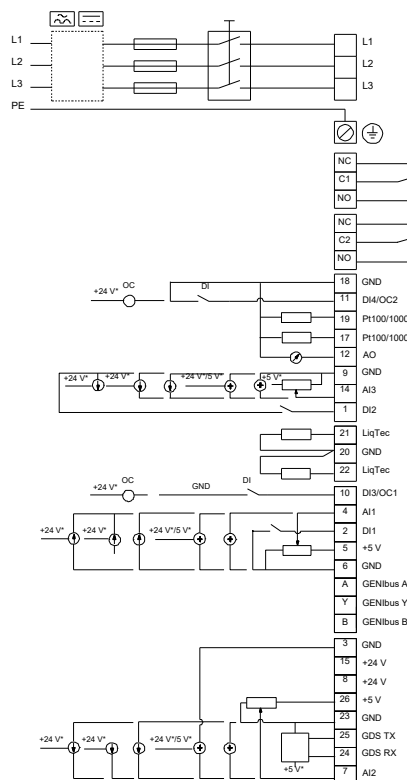 L1 L1
L2 L2
L3 L3
PE
NC
C1
NO
NC
C2
NO
18 GND
+24 V* OC DI 11 DI4/OC2
19 Pt100/1000
17 Pt100/1000
12 AO
9 GND
+24 V* +24 V* +24 V*/5 V* +5 V*
14 AI3
1 DI2
21 LiqTec
20 GND
22 LiqTec
+24 V* OC GND DI 10 DI3/OC1
4 AI1
+24 V* +24 V* +24 V*/5 V* 2 DI1
5 +5 V
6 GND
A GENIbus A
Y GENIbus Y
B GENIbus B
3 GND
15 +24 V
8 +24 V
26 +5 V
23 GND
+24 V* +24 V* +24 V*/5 V* 25 GDS TX
24 GDS RX
+5 V* 7 AI2